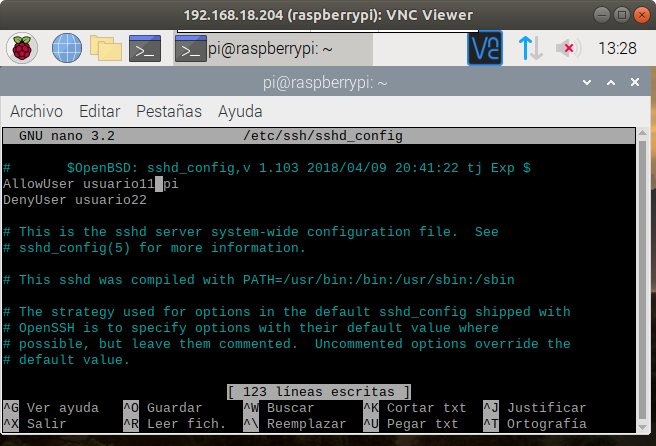 192.168.18.204 (raspberrypi): VNC Viewer
>_ >_ pi@raspberrypi: ~ VNC 13:28
pi@raspberrypi: ~
Archivo Editar Pestañas Ayuda
GNU nano 3.2 /etc/ssh/sshd_config
# $OpenBSD: sshd_config,v 1.103 2018/04/09 20:41:22 tj Exp $
AllowUser usuario11 pi
DenyUser usuario22
# This is the sshd server system-wide configuration file. See
# sshd_config(5) for more information.
# This sshd was compiled with PATH=/usr/bin:/bin:/usr/sbin:/sbin
# The strategy used for options in the default sshd_config shipped with
# OpenSSH is to specify options with their default value where
# possible, but leave them commented. Uncommented options override the
# default value.
[ 123 líneas escritas ]
^G Ver ayuda ^O Guardar ^W Buscar ^K Cortar txt ^J Justificar
^X Salir ^R Leer fich. ^\ Reemplazar ^U Pegar txt ^T Ortografía